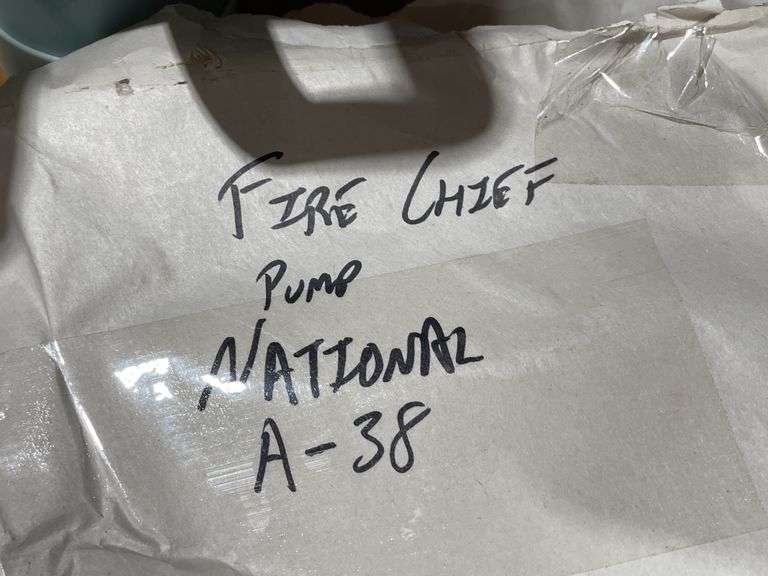 FIRE CHIEF
PUMP
NATIONAL
A-38